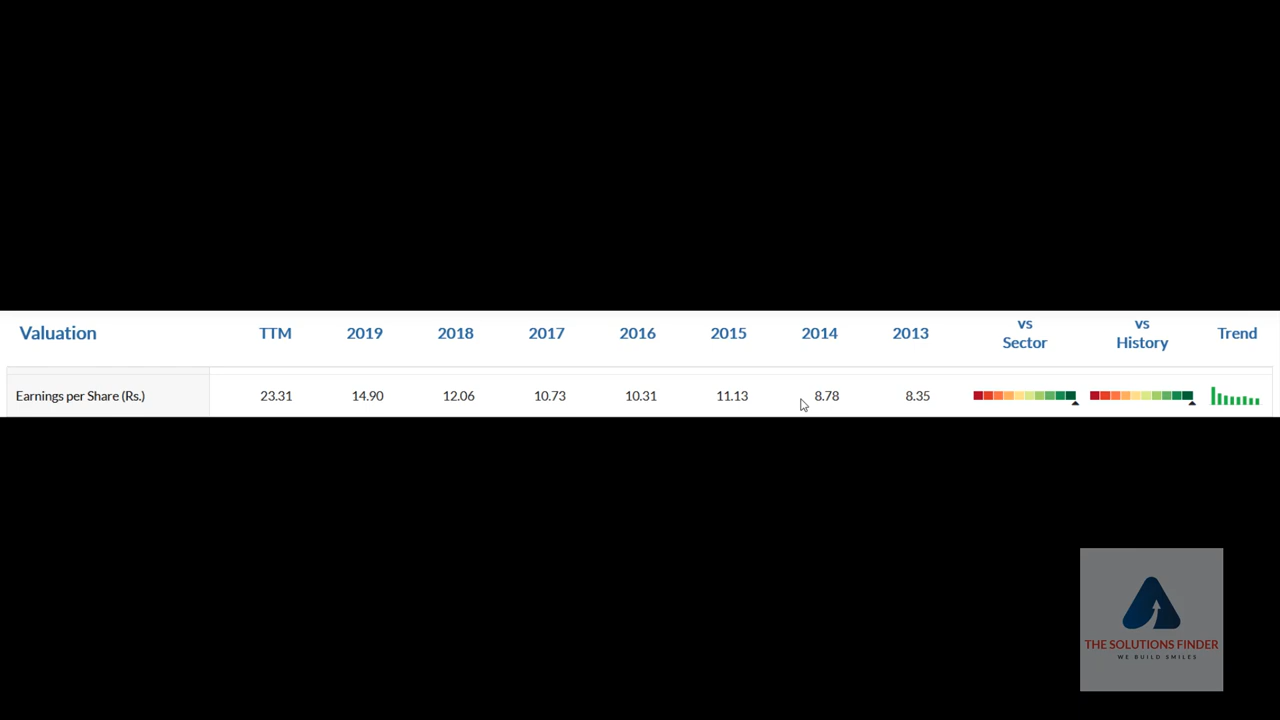 Valuation TTM 2019 2018 2017 2016 2015 2014 2013 vs Sector vs History Trend
Earnings per Share (Rs.) 23.31 14.90 12.06 10.73 10.31 11.13 8.78 8.35
THE SOLUTIONS FINDER
WE BUILD SMILES